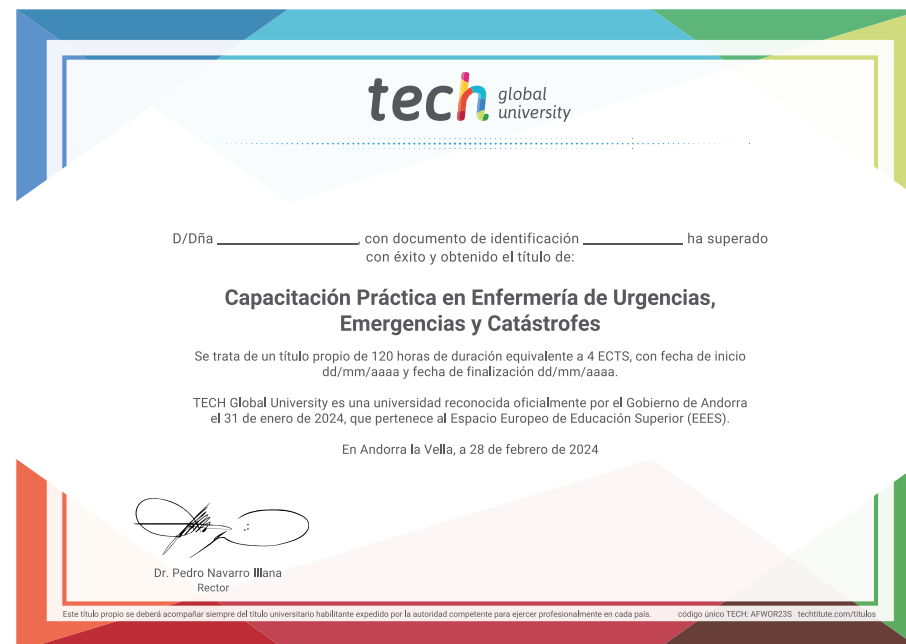 tech global university
D/Dña ____________________, con documento de identificación ______________ ha superado
con éxito y obtenido el título de:
Capacitación Práctica en Enfermería de Urgencias,
Emergencias y Catástrofes
Se trata de un título propio de 120 horas de duración equivalente a 4 ECTS, con fecha de inicio
dd/mm/aaaa y fecha de finalización dd/mm/aaaa.
TECH Global University es una universidad reconocida oficialmente por el Gobierno de Andorra
el 31 de enero de 2024, que pertenece al Espacio Europeo de Educación Superior (EEES).
En Andorra la Vella, a 28 de febrero de 2024
Dr. Pedro Navarro Illana
Rector
Este título propio se deberá acompañar siempre del título universitario habilitante expedido por la autoridad competente para ejercer profesionalmente en cada país. código único TECH: AFWOR23S techtitute.com/titulos